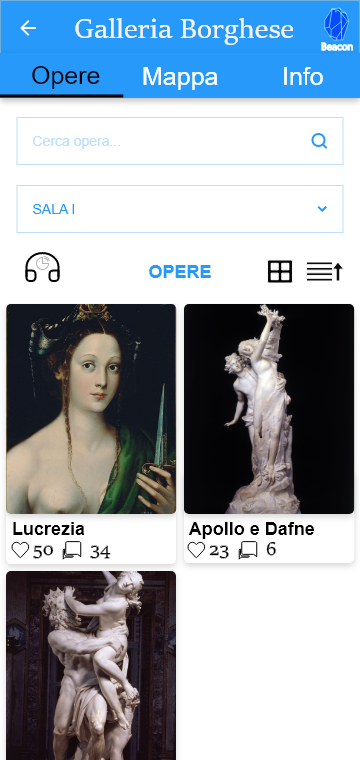 Galleria Borghese
Beacon
Opere Mappa Info
Cerca opera...
SALA I
OPERE
Lucrezia
50 34
Apollo e Dafne
23 6